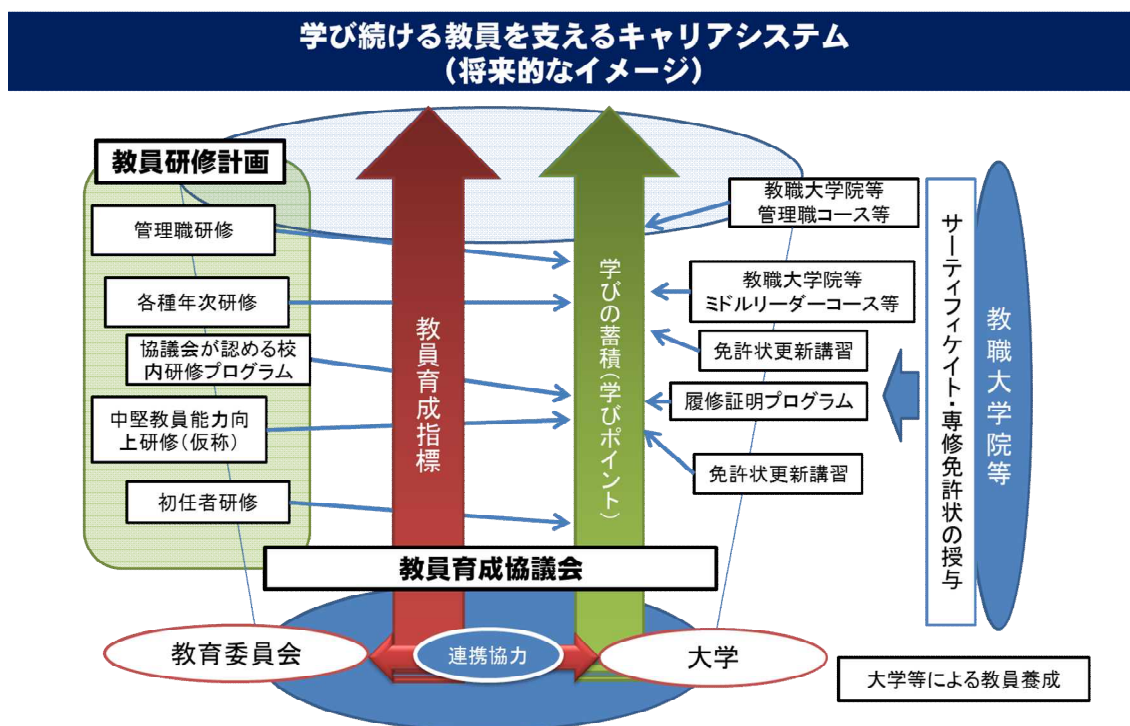 学び続ける教員を支えるキャリアシステム
（将来的なイメージ）
教員研修計画
管理職研修
各種年次研修
協議会が認める校
内研修プログラム
中堅教員能力向
上研修（仮称）
初任者研修
教員育成指標
学びの蓄積（学びポイント）
教職大学院等
管理職コース等
教職大学院等
ミドルリーダーコース等
免許状更新講習
履修証明プログラム
免許状更新講習
サーティフィケイト・専修免許状の授与
教職大学院等
教員育成協議会
教育委員会
連携協力
大学
大学等による教員養成